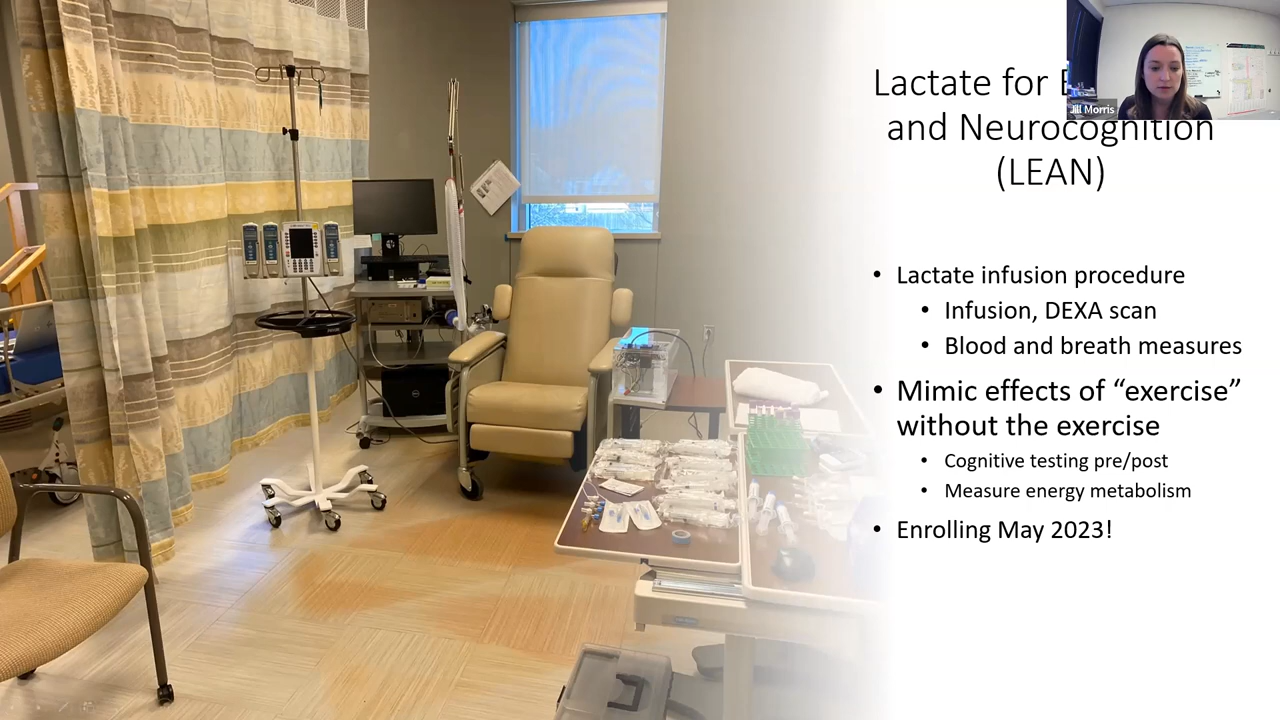 Lactate for
and Neurocognition
(LEAN)
Jill Morris
• Lactate infusion procedure
• Infusion, DEXA scan
• Blood and breath measures
• Mimic effects of “exercise”
without the exercise
• Cognitive testing pre/post
• Measure energy metabolism
• Enrolling May 2023!